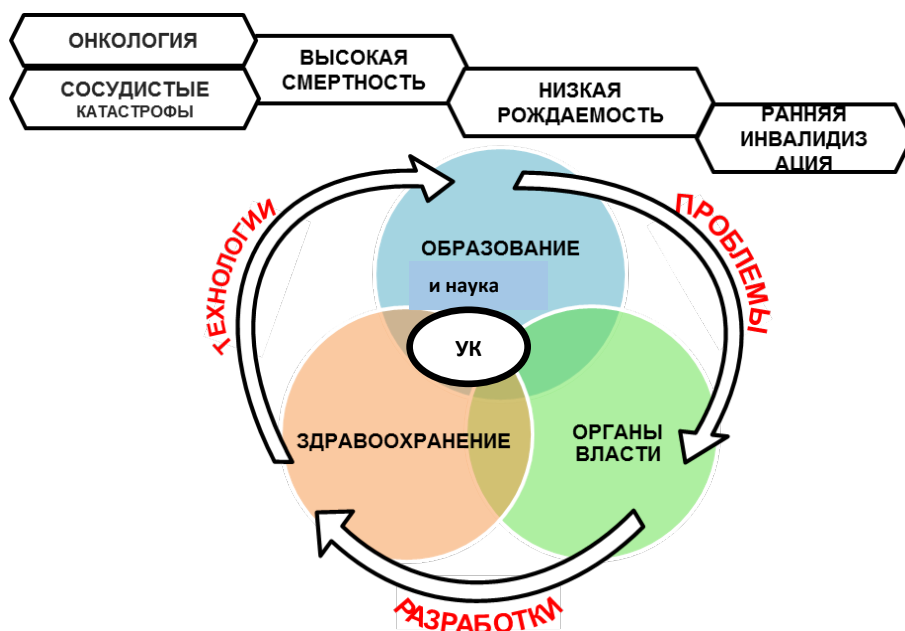 ОНКОЛОГИЯ
СОСУДИСТЫЕ
КАТАСТРОФЫ
ВЫСОКАЯ
СМЕРТНОСТЬ
НИЗКАЯ
РОЖДАЕМОСТЬ
РАННЯЯ
ИНВАЛИДИЗ
АЦИЯ
ТЕХНОЛОГИИ
ПРОБЛЕМЫ
ОБРАЗОВАНИЕ
и наука
УК
ЗДРАВООХРАНЕНИЕ
ОРГАНЫ
ВЛАСТИ
РАЗРАБОТКИ